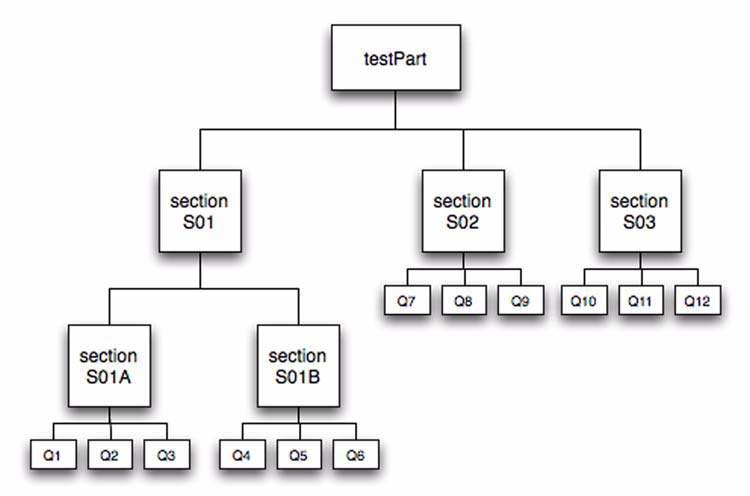 testPart
section
S01
section
S02
section
S03
Q7
Q8
Q9
Q10
Q11
Q12
section
S01A
section
S01B
Q1
Q2
Q3
Q4
Q5
Q6